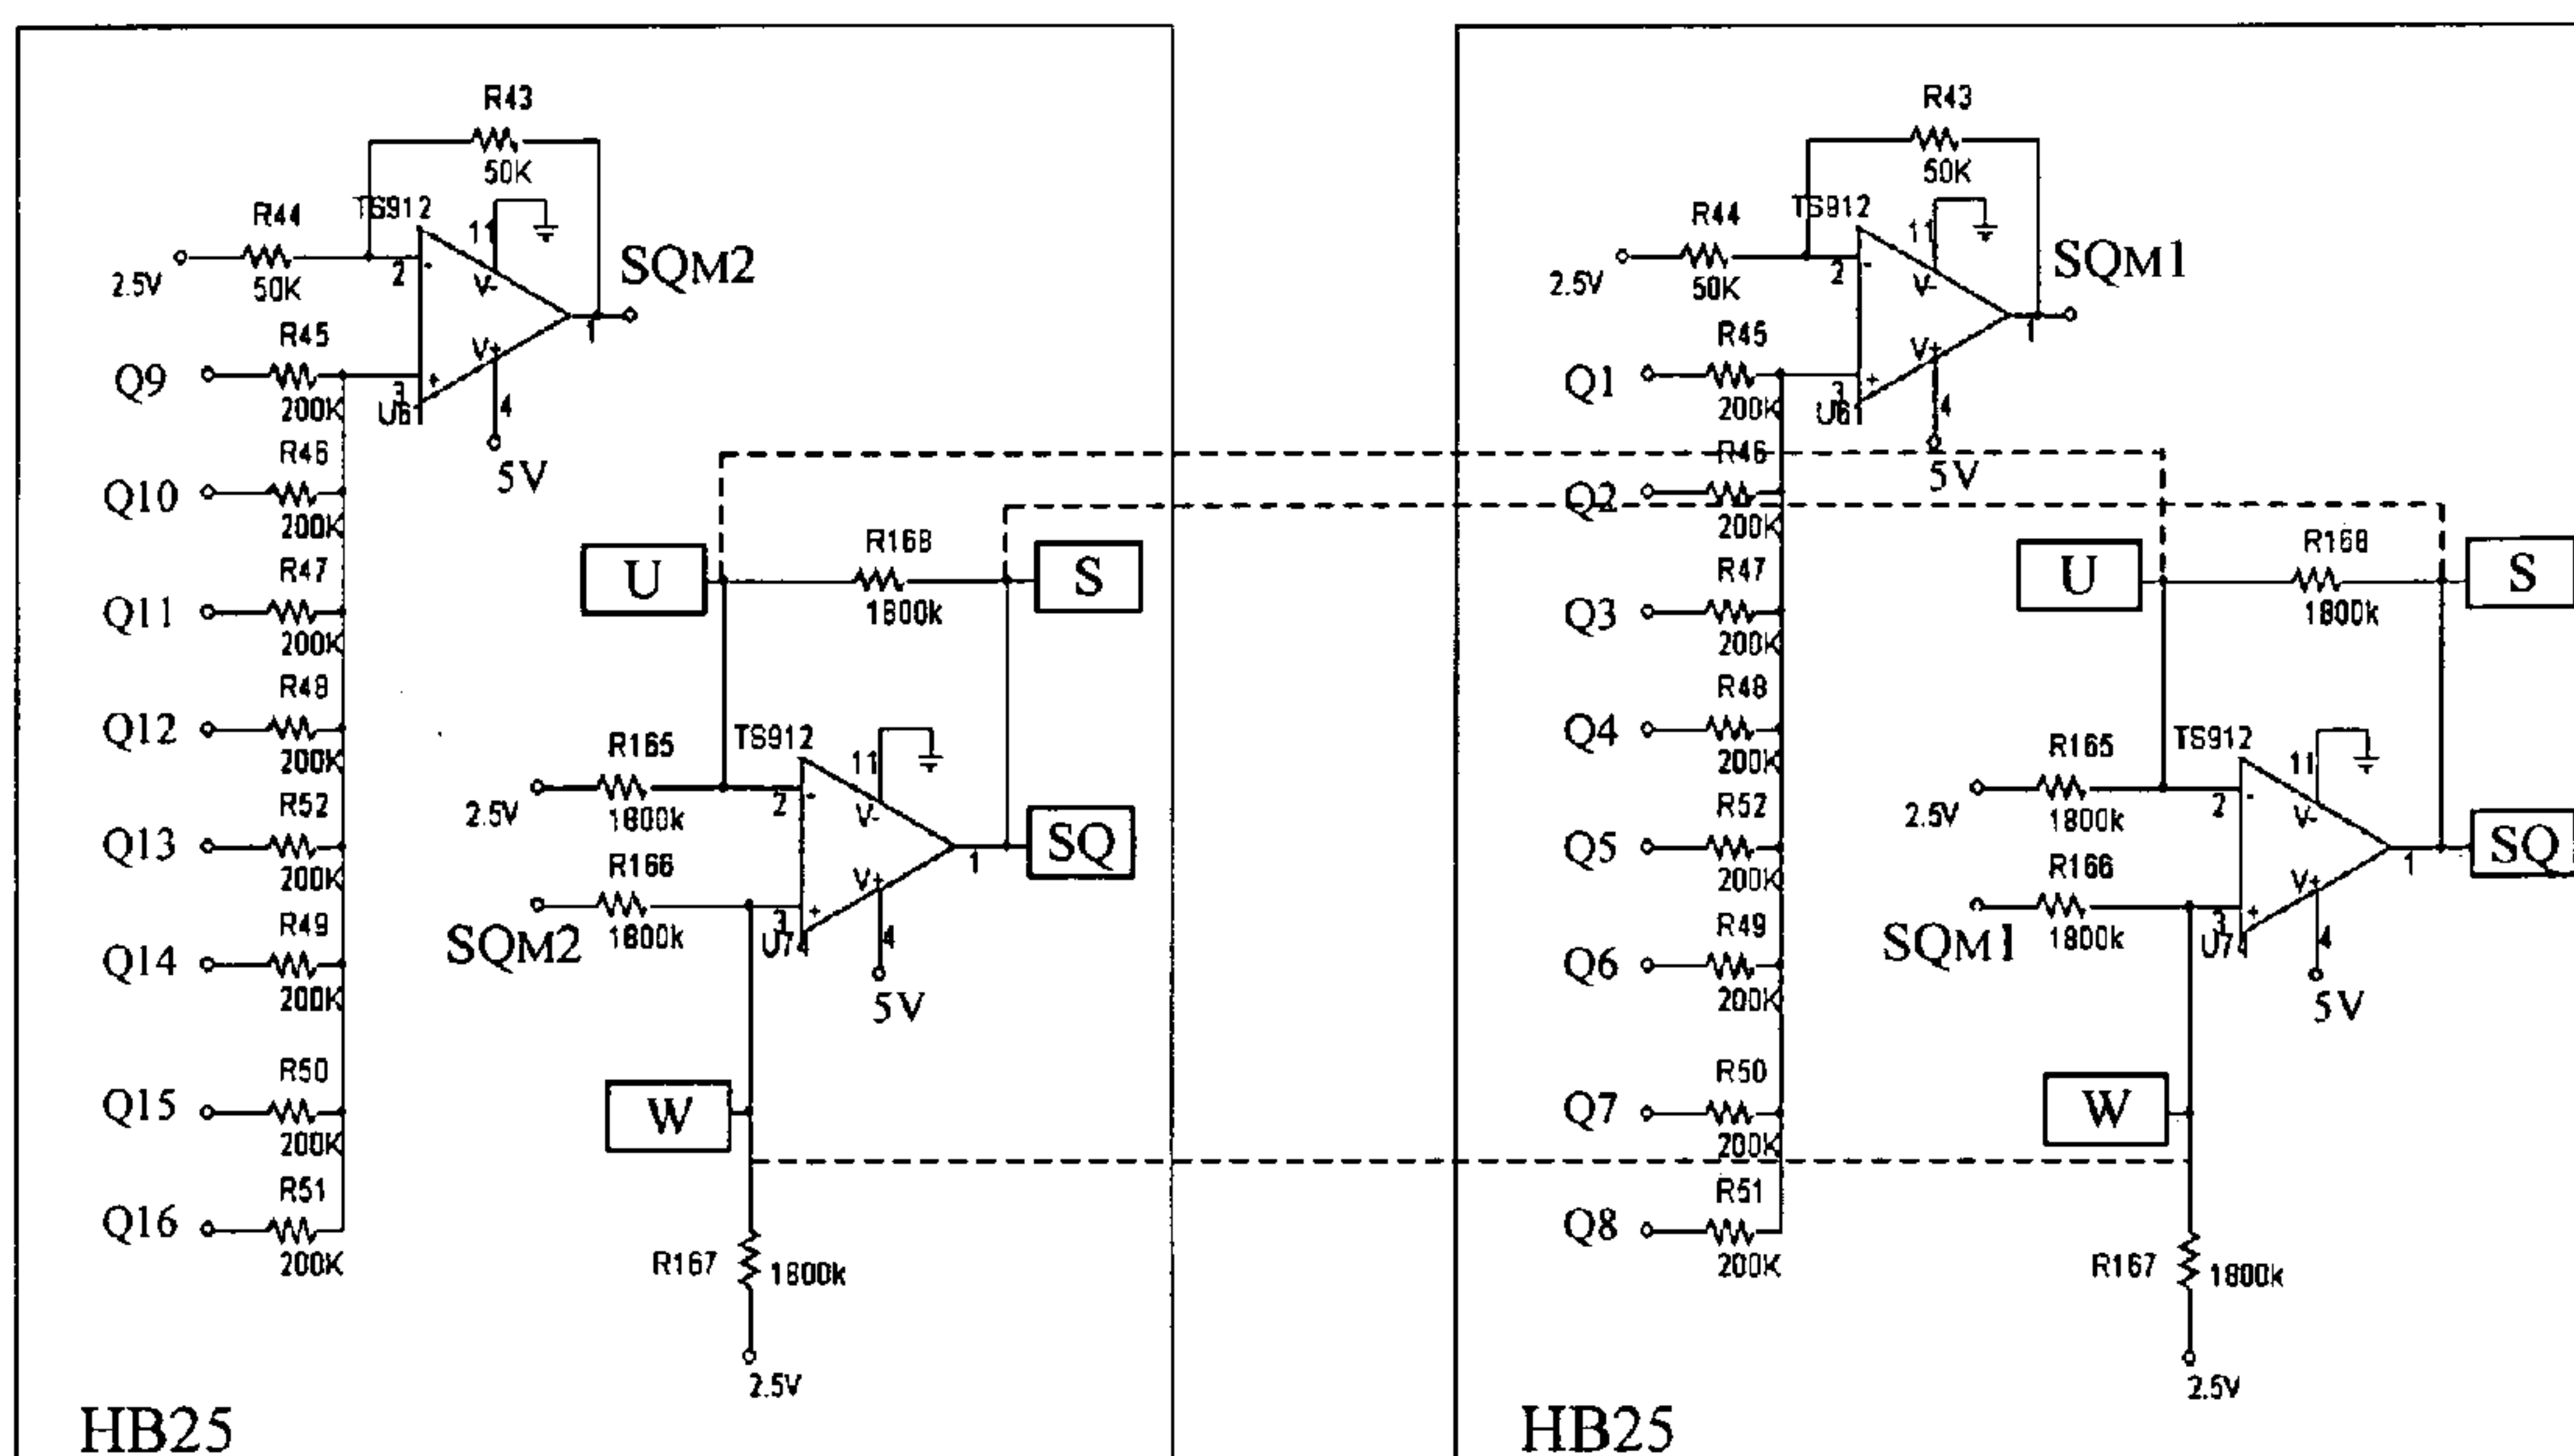 R43
50K
R44
TS912
11
SQM2
2.5V
50K
2
-
V-
1
R45
V+
Q9
3
+
200K
U61
4
R46
5V
Q10
200K
R47
U
R168
S
Q11
1800k
200K
R48
Q12
R165
TS912
11
200K
2.5V
1800k
2
-
V-
R52
SQ
Q13
R166
1
200K
V+
3
+
SQM2
1800k
U74
4
R49
Q14
5V
200K
R50
Q15
W
200K
R51
Q16
R167
1800k
200K
2.5V
HB25
R43
50K
R44
TS912
11
SQM1
2.5V
50K
2
-
V-
1
R45
V+
Q1
3
+
200K
U61
4
R46
5V
Q2
200K
R47
U
R168
S
Q3
1800k
200K
R48
Q4
R165
TS912
11
200K
2.5V
1800k
2
-
V-
R52
SQ
Q5
R166
1
200K
V+
3
+
SQM1
1800k
U74
4
R49
Q6
5V
200K
R50
Q7
W
200K
R51
Q8
R167
1800k
200K
2.5V
HB25